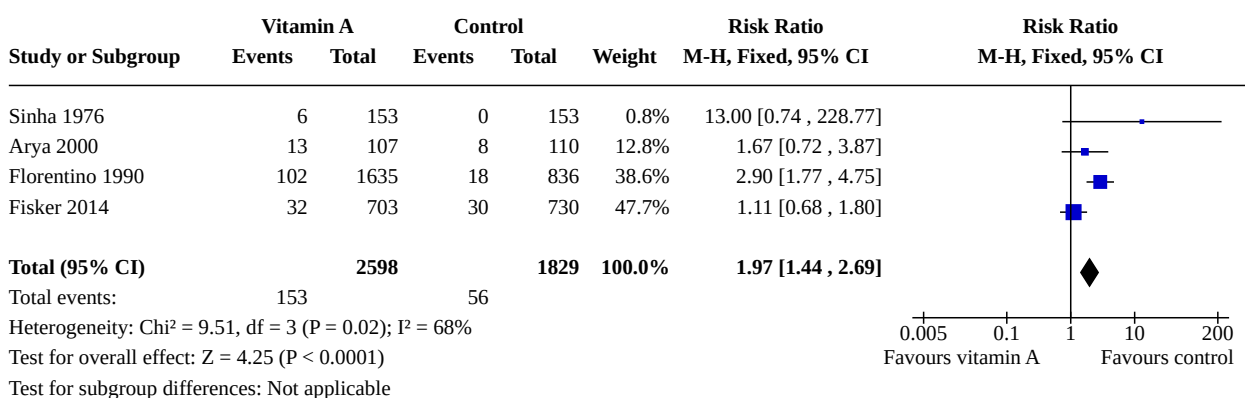 Vitamin A Control Risk Ratio Risk Ratio
Study or Subgroup Events Total Events Total Weight M-H, Fixed, 95% CI M-H, Fixed, 95% CI
Sinha 1976 6 153 0 153 0.8% 13.00 [0.74 , 228.77]
Arya 2000 13 107 8 110 12.8% 1.67 [0.72 , 3.87]
Florentino 1990 102 1635 18 836 38.6% 2.90 [1.77 , 4.75]
Fisker 2014 32 703 30 730 47.7% 1.11 [0.68 , 1.80]
Total (95% CI) 2598 1829 100.0% 1.97 [1.44 , 2.69]
Total events: 153 56
Heterogeneity: Chi² = 9.51, df = 3 (P = 0.02); I² = 68%
0.005 0.1 1 10 200
Test for overall effect: Z = 4.25 (P < 0.0001) Favours vitamin A Favours control
Test for subgroup differences: Not applicable